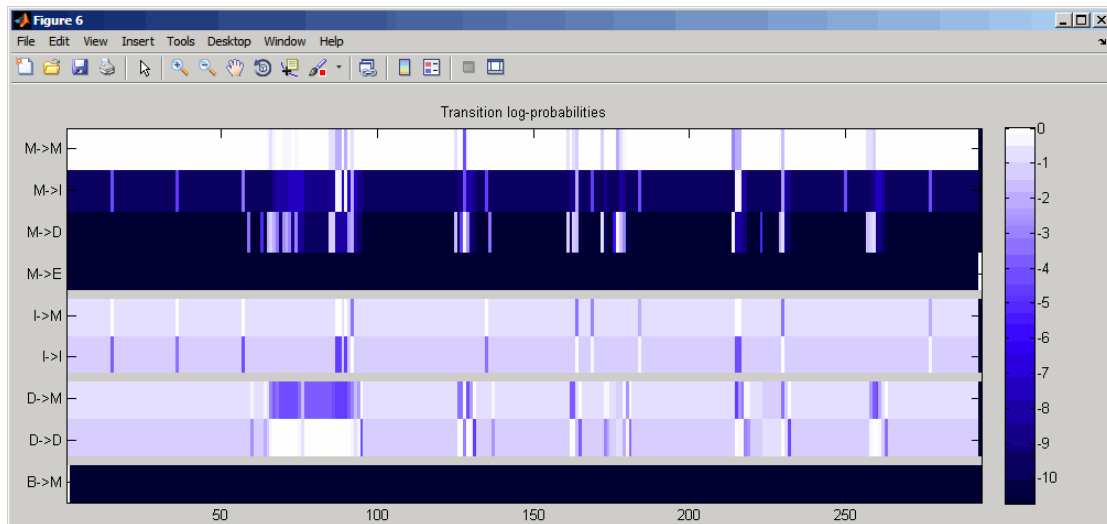 Figure 6
File Edit View Insert Tools Desktop Window Help
Transition log-probabilities
M->M
M->I
M->D
M->E
I->M
I->I
D->M
D->D
B->M
50 100 150 200 250
0
-1
-2
-3
-4
-5
-6
-7
-8
-9
-10